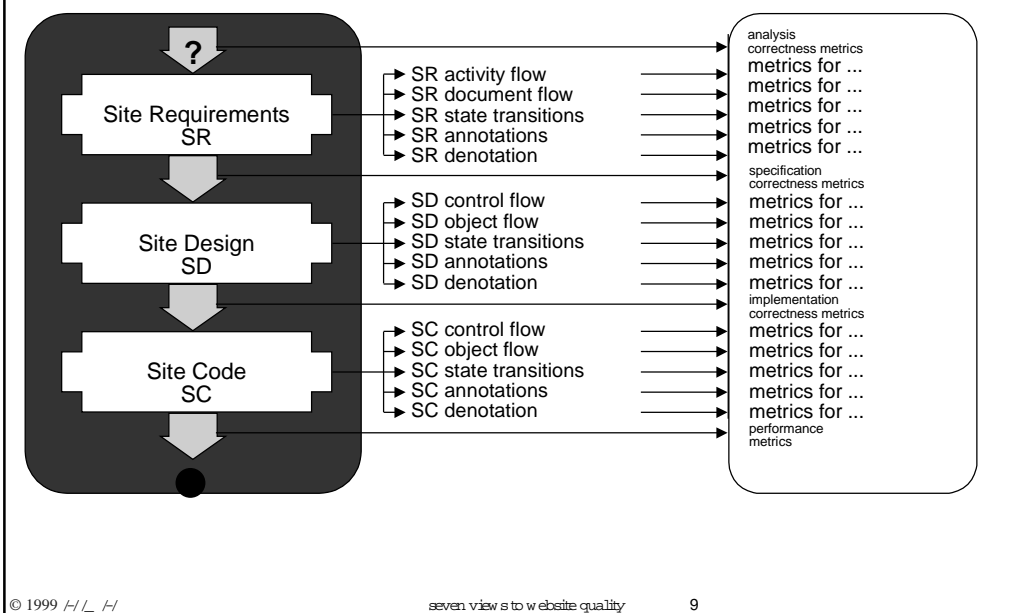 ?
Site Requirements
SR
SR activity flow
SR document flow
SR state transitions
SR annotations
SR denotation
analysis
correctness metrics
metrics for ...
metrics for ...
metrics for ...
metrics for ...
metrics for ...
specification
correctness metrics
Site Design
SD
SD control flow
SD object flow
SD state transitions
SD annotations
SD denotation
metrics for ...
metrics for ...
metrics for ...
metrics for ...
metrics for ...
implementation
correctness metrics
Site Code
SC
SC control flow
SC object flow
SC state transitions
SC annotations
SC denotation
metrics for ...
metrics for ...
metrics for ...
metrics for ...
metrics for ...
performance
metrics
© 1999 /-/ /_ /-/
seven views to website quality
9